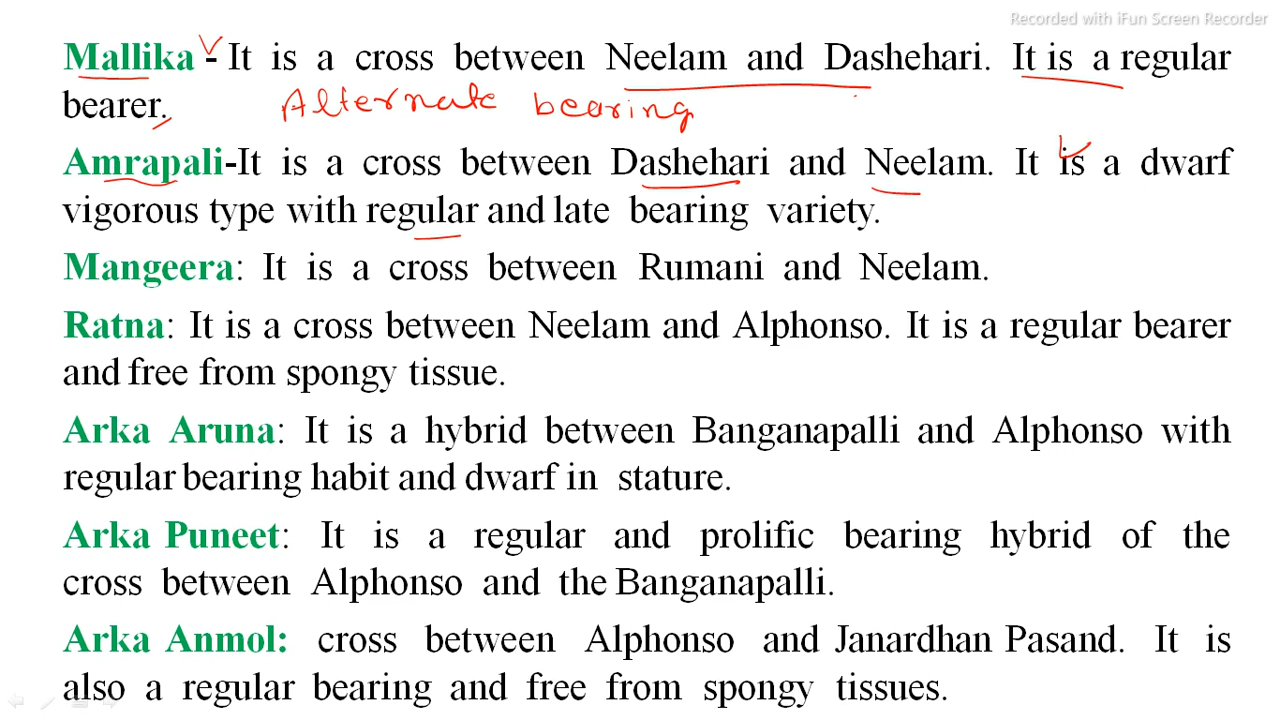 Recorded with iFun Screen Recorder
Mallika - It is a cross between Neelam and Dashehari. It is a regular
bearer. Alternate bearing
Amrapali-It is a cross between Dashehari and Neelam. It is a dwarf
vigorous type with regular and late bearing variety.
Mangeera: It is a cross between Rumani and Neelam.
Ratna: It is a cross between Neelam and Alphonso. It is a regular bearer
and free from spongy tissue.
Arka Aruna: It is a hybrid between Banganapalli and Alphonso with
regular bearing habit and dwarf in stature.
Arka Puneet: It is a regular and prolific bearing hybrid of the
cross between Alphonso and the Banganapalli.
Arka Anmol: cross between Alphonso and Janardhan Pasand. It is
also a regular bearing and free from spongy tissues.